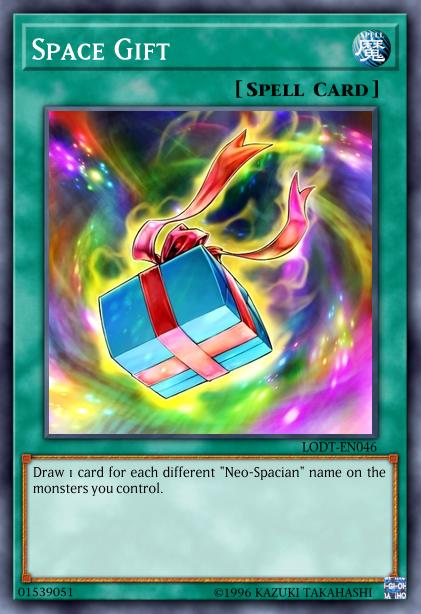 Space Gift
SPELL
魔
[Spell Card]
LODT-EN046
Draw 1 card for each different "Neo-Spacian" name on the
monsters you control.
01539051
©1996 KAZUKI TAKAHASHI